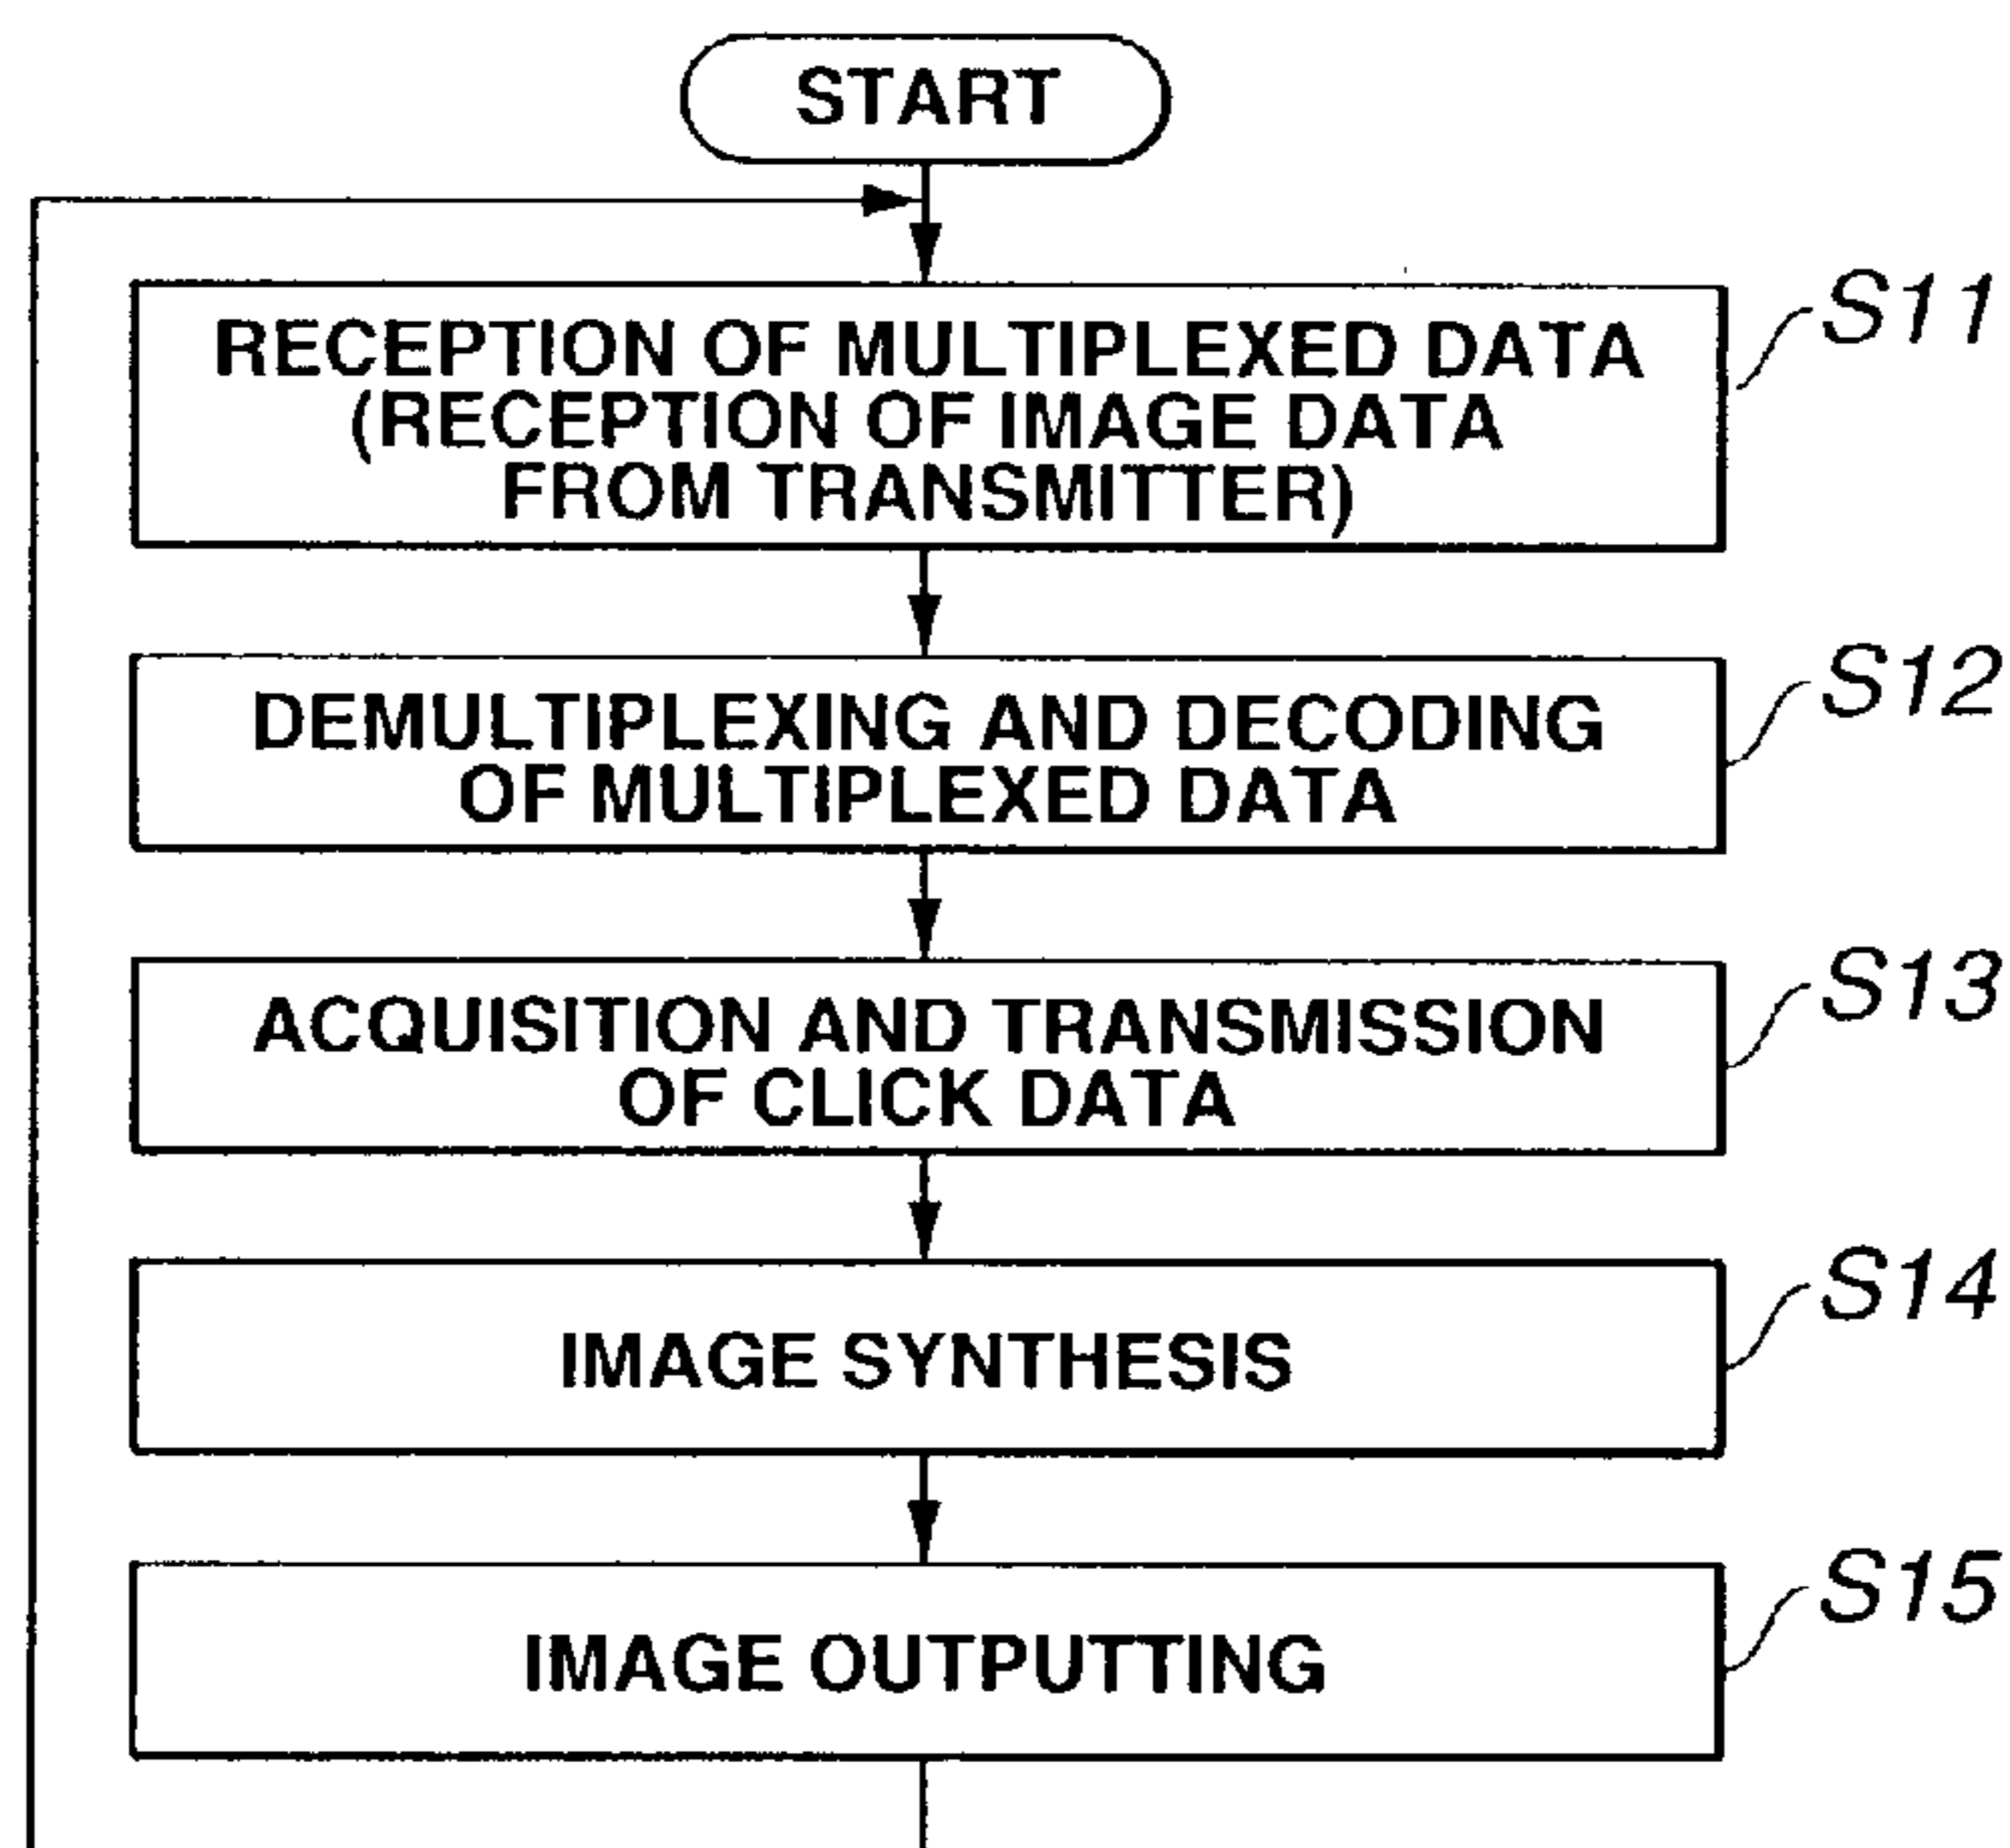 START
RECEPTION OF MULTIPLEXED DATA
(RECEPTION OF IMAGE DATA
FROM TRANSMITTER)
S11
DEMULTIPLEXING AND DECODING
OF MULTIPLEXED DATA
S12
ACQUISITION AND TRANSMISSION
OF CLICK DATA
S13
IMAGE SYNTHESIS
S14
IMAGE OUTPUTTING
S15